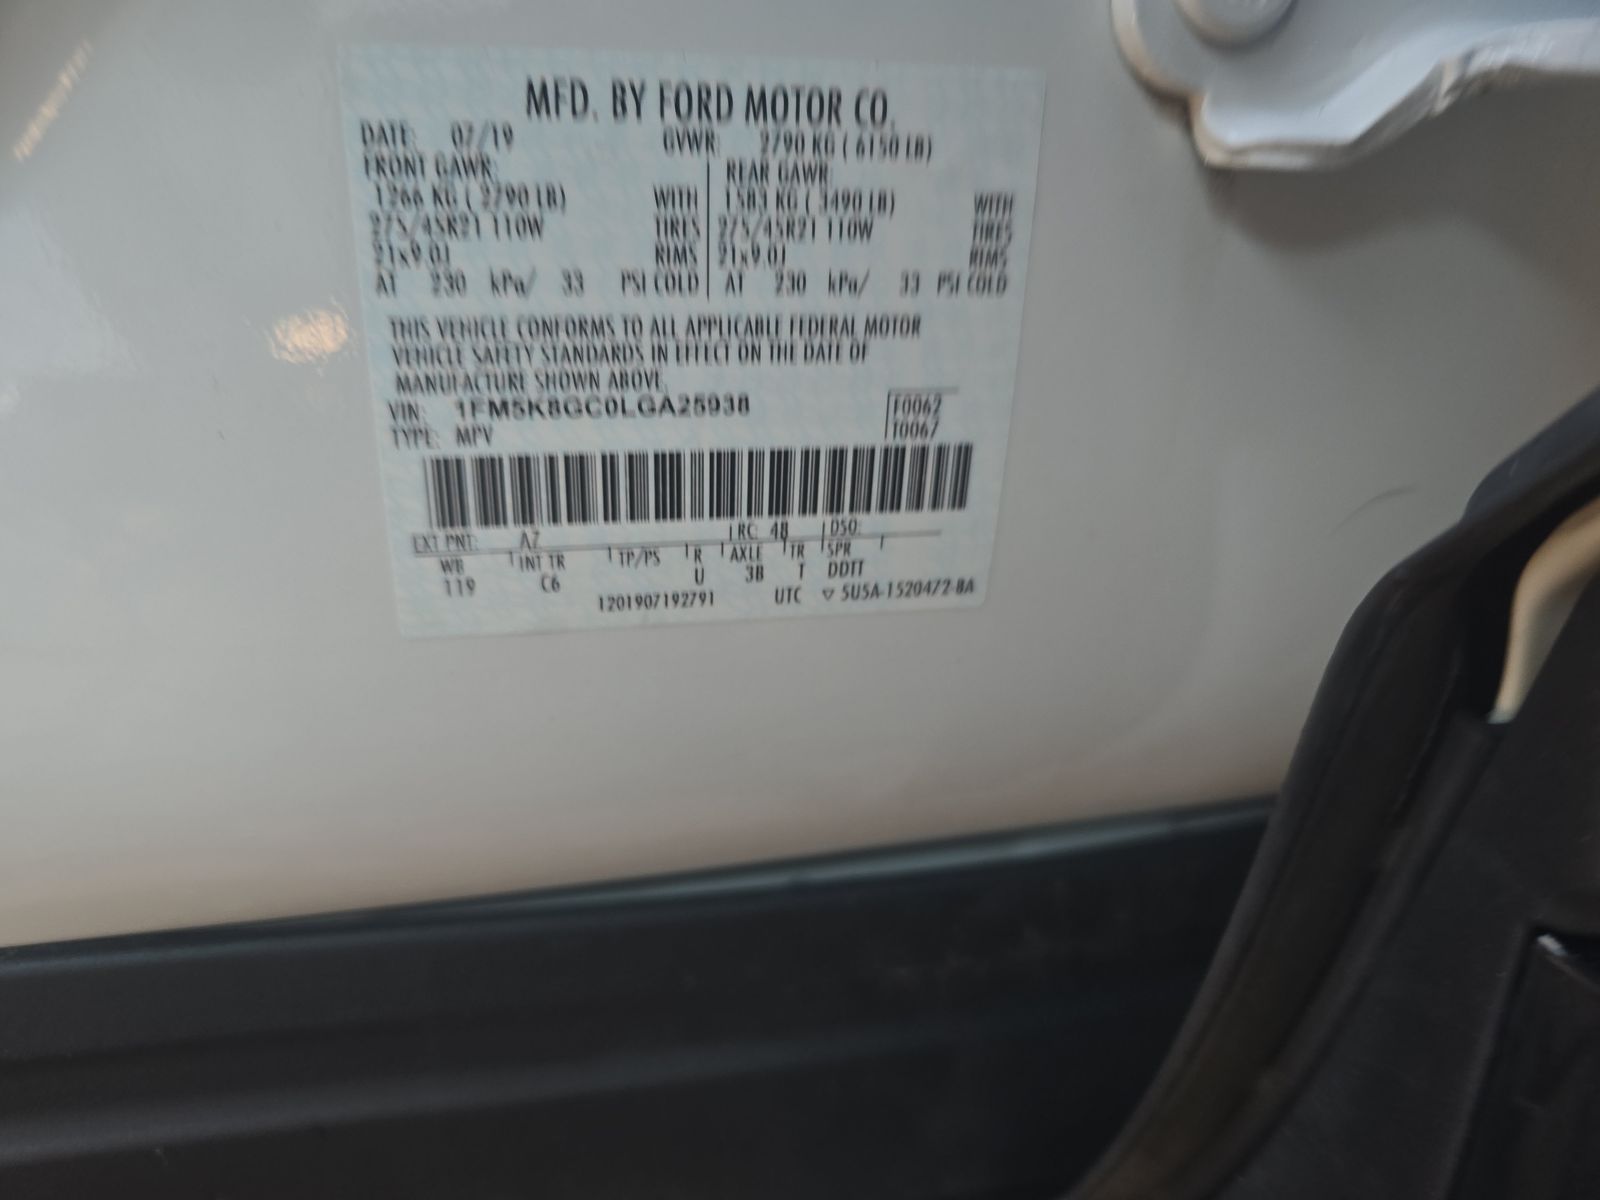 MFD. BY FORD MOTOR CO.
DATE: 07/19 GVWR: 2790 KG ( 6150 LB)
FRONT GAWR: REAR GAWR:
1266 KG ( 2790 LB) WITH 1583 KG ( 3490 LB) WITH
275/45R21 110W TIRES 275/45R21 110W TIRES
21x9.0J RIMS 21x9.0J RIMS
AT 230 kPa/ 33 PSI COLD AT 230 kPa/ 33 PSI COLD
THIS VEHICLE CONFORMS TO ALL APPLICABLE FEDERAL MOTOR
VEHICLE SAFETY STANDARDS IN EFFECT ON THE DATE OF
MANUFACTURE SHOWN ABOVE.
VIN: 1FM5K8GC0LGA25938 F0062
TYPE: MPV T0067
EXT PNT: AZ RC: 48 DSO:
WB INT TR TP/PS R AXLE TR SPR
119 C6 U 3B T DDTT
1201907192791 UTC ▽ 5U5A-1520472-BA